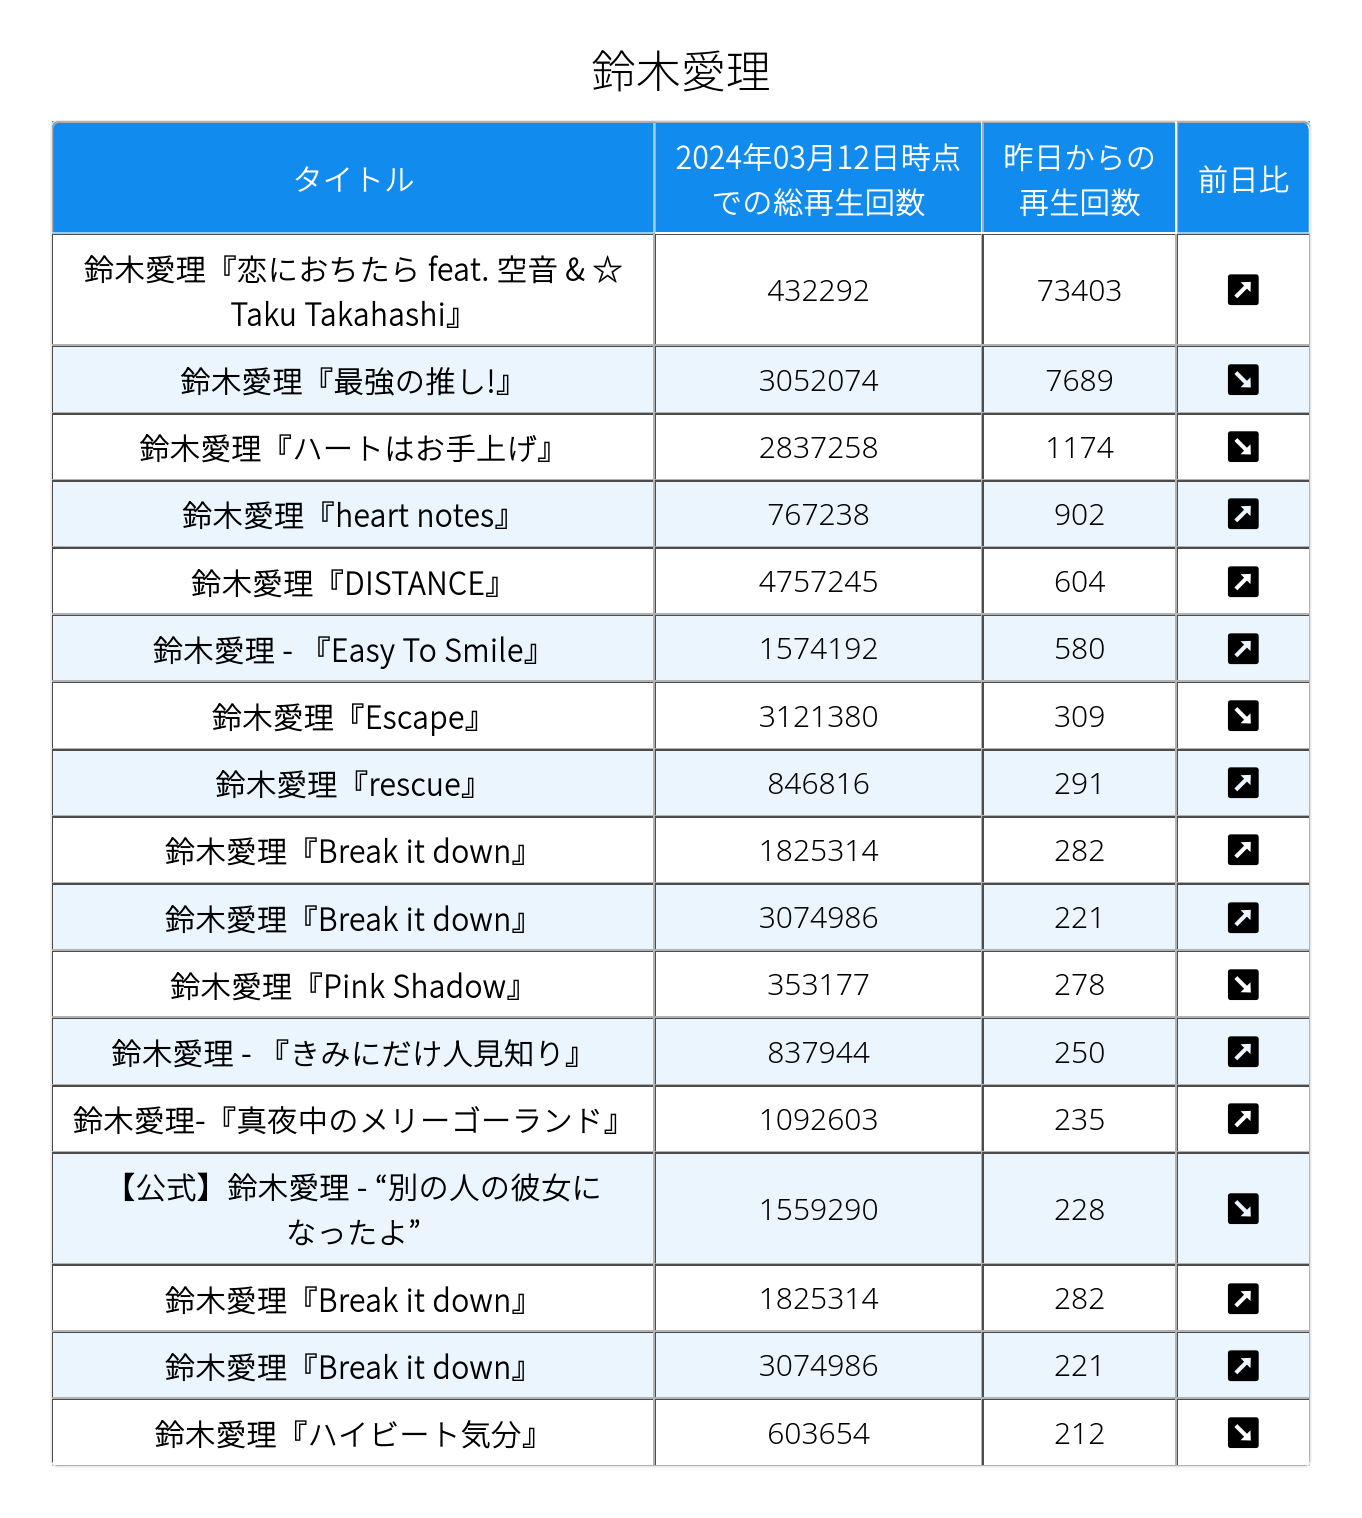 鈴木愛理
タイトル
2024年03月12日時点
での総再生回数
昨日からの
再生回数
前日比
鈴木愛理『恋におちたら feat. 空音 & ☆
Taku Takahashi』
432292
73403
鈴木愛理『最強の推し!』
3052074
7689
鈴木愛理『ハートはお手上げ』
2837258
1174
鈴木愛理『heart notes』
767238
902
鈴木愛理『DISTANCE』
4757245
604
鈴木愛理 - 『Easy To Smile』
1574192
580
鈴木愛理『Escape』
3121380
309
鈴木愛理『rescue』
846816
291
鈴木愛理『Break it down』
1825314
282
鈴木愛理『Break it down』
3074986
221
鈴木愛理『Pink Shadow』
353177
278
鈴木愛理 - 『きみにだけ人見知り』
837944
250
鈴木愛理-『真夜中のメリーゴーランド』
1092603
235
【公式】鈴木愛理 - “別の人の彼女に
なったよ”
1559290
228
鈴木愛理『Break it down』
1825314
282
鈴木愛理『Break it down』
3074986
221
鈴木愛理『ハイビート気分』
603654
212